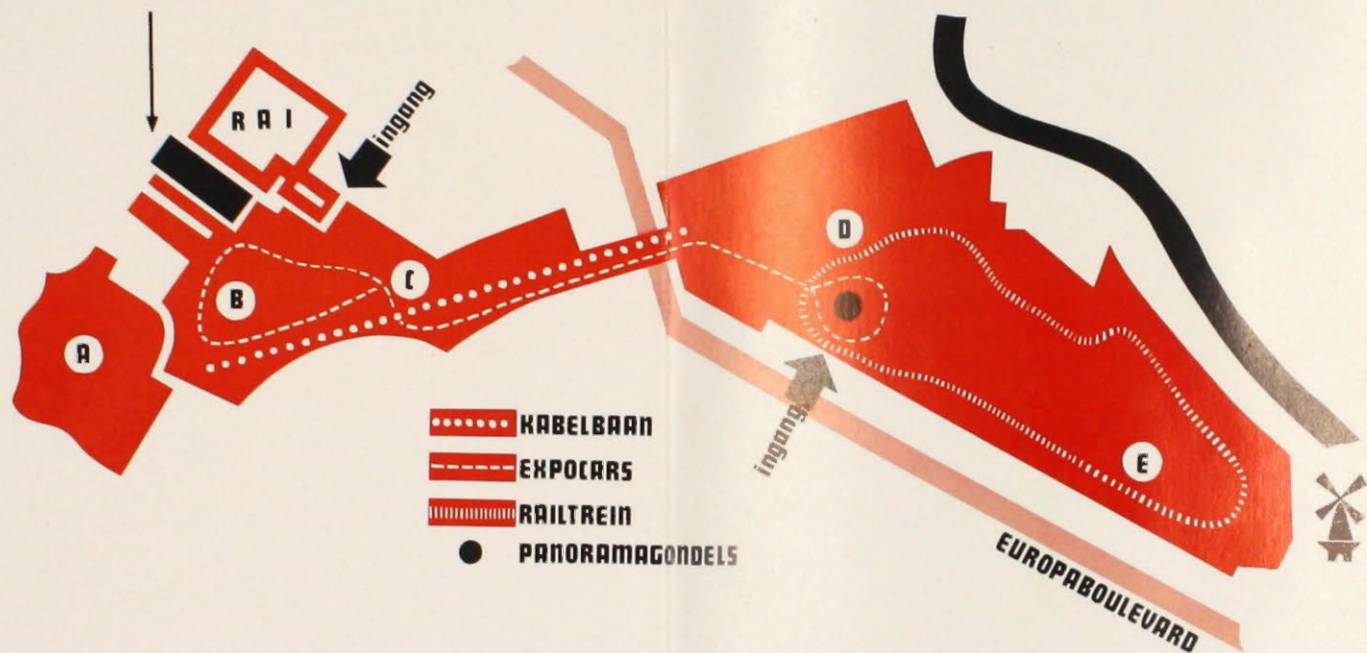 RAI
ingang
A
B
C
D
E
ingang
KABELBAAN
EXPOCARS
RAILTREIN
PANORAMAGONDELS
EUROPABOULEVARD